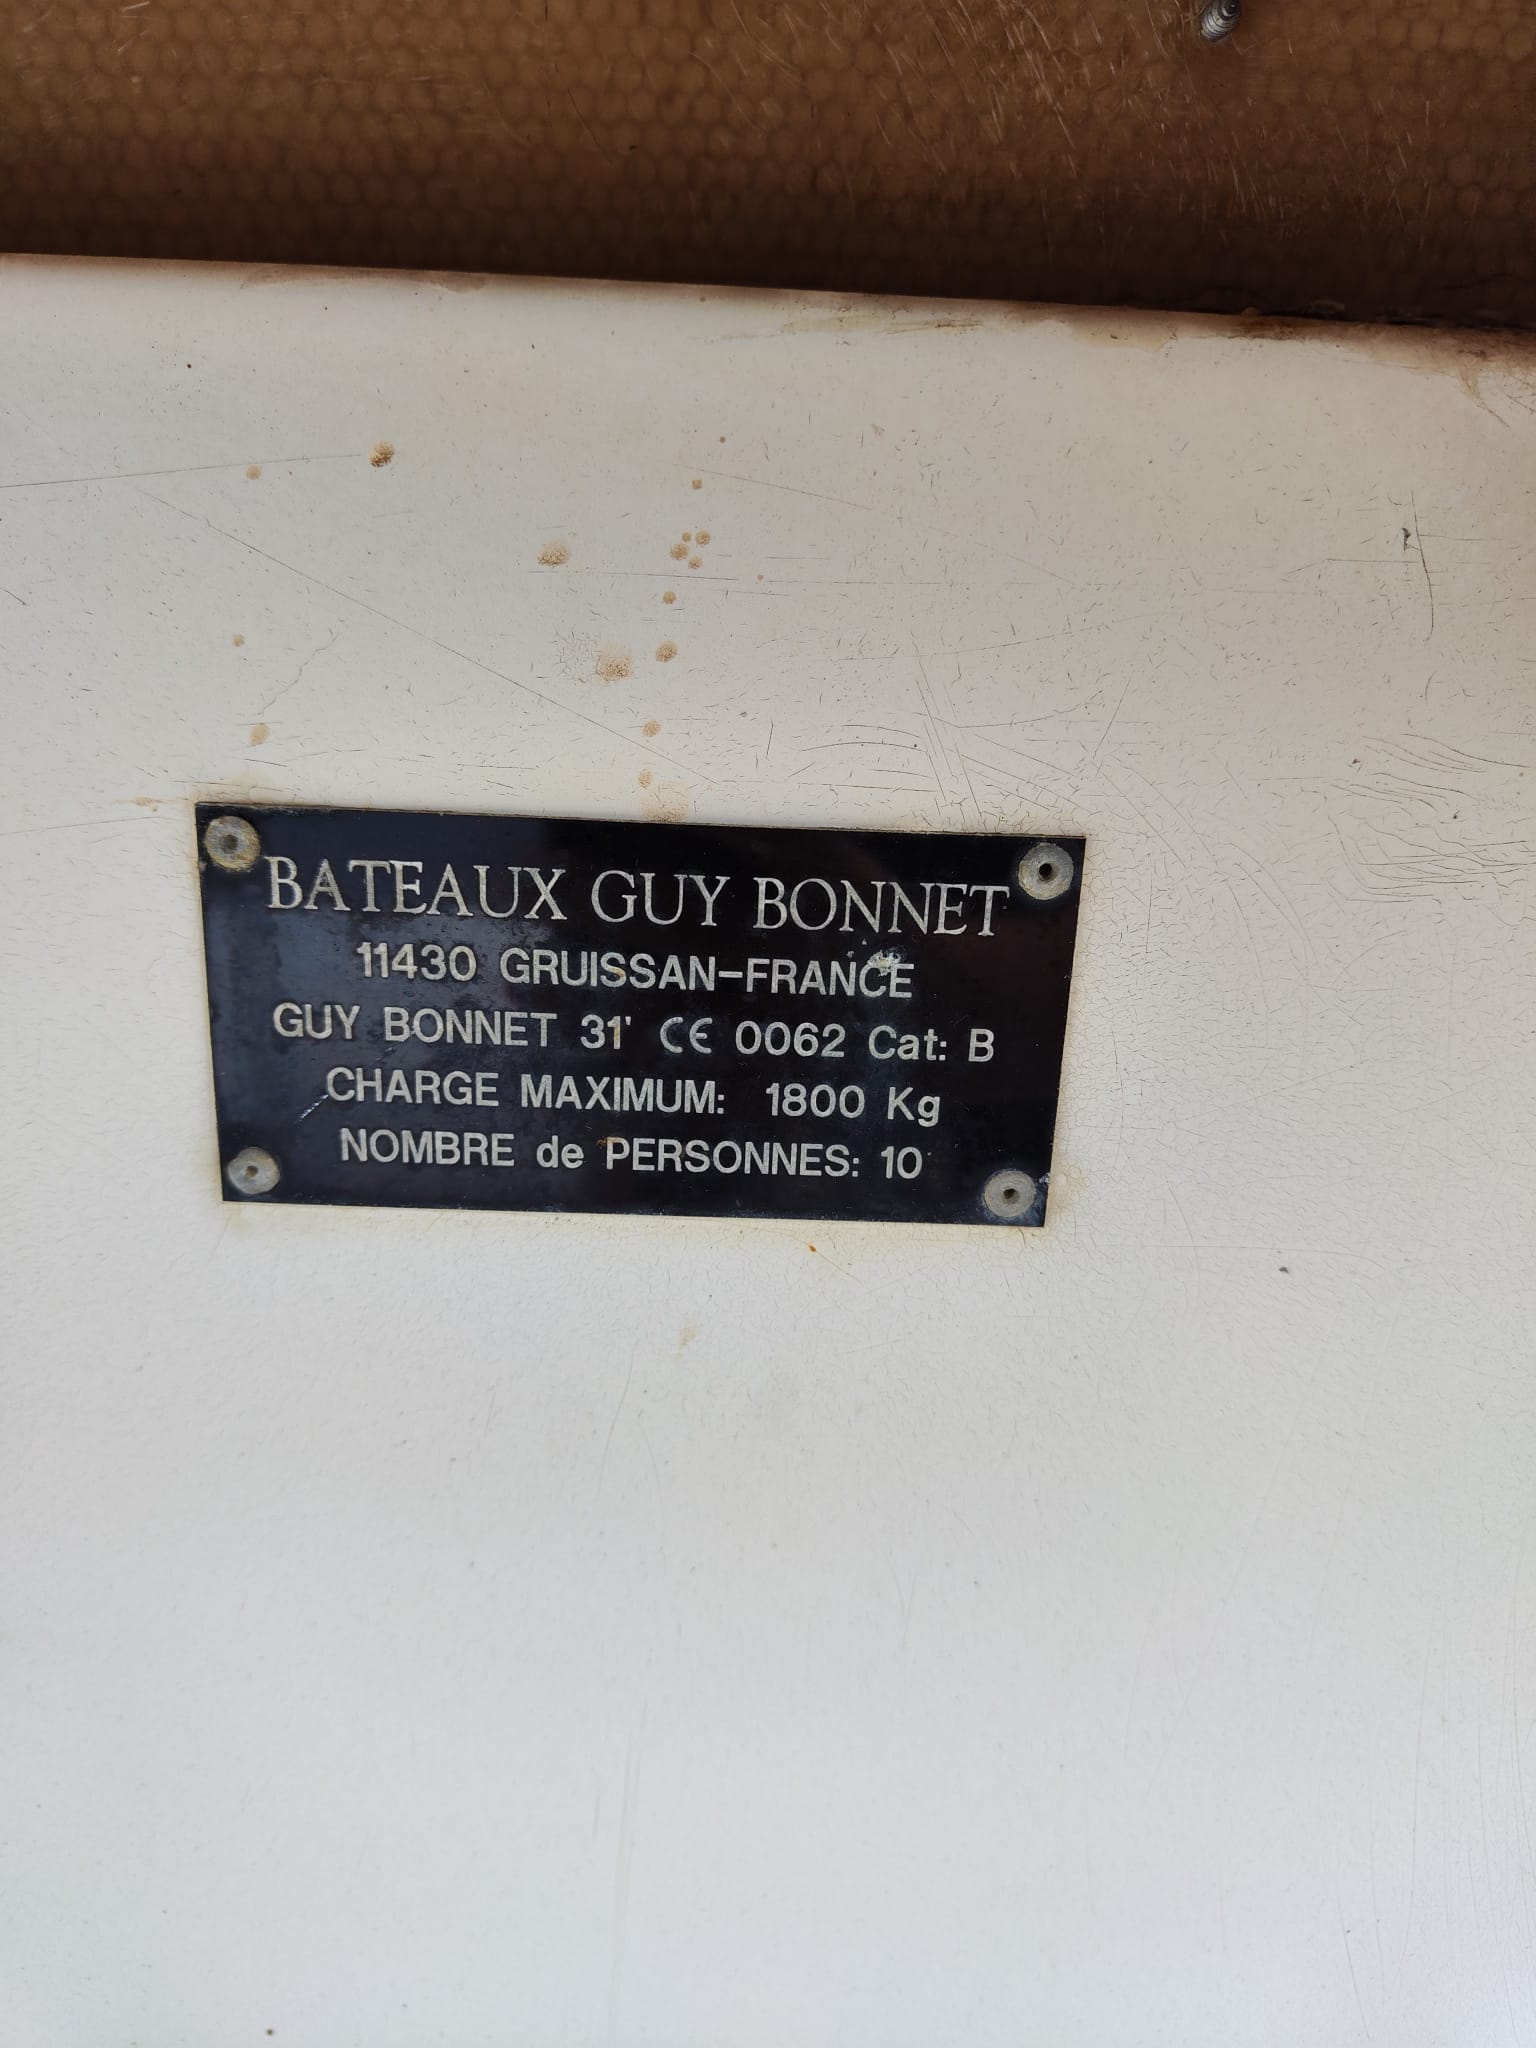 BATEAUX GUY BONNET
11430 GRUISSAN-FRANCE
GUY BONNET 31' CE 0062 Cat: B
CHARGE MAXIMUM: 1800 Kg
NOMBRE de PERSONNES: 10